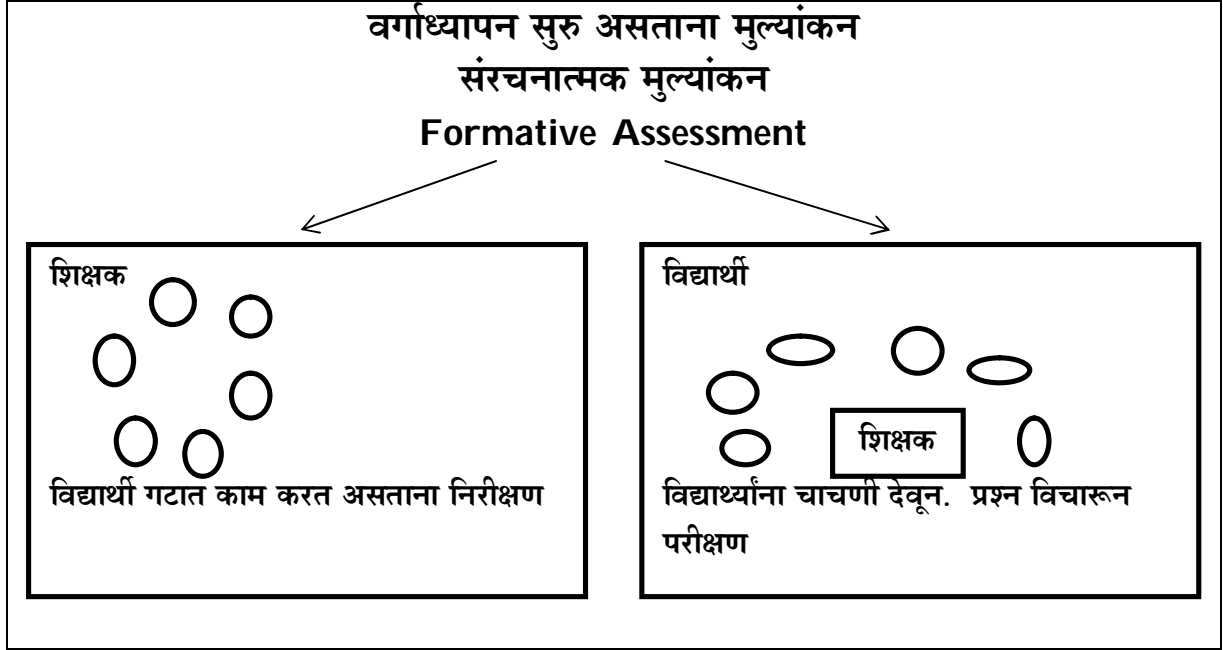 वर्गाध्यापन सुरु असताना मुल्यांकन
संरचनात्मक मुल्यांकन
Formative Assessment
शिक्षक
विद्यार्थी गटात काम करत असताना निरीक्षण
विद्यार्थी
शिक्षक
विद्यार्थ्यांना चाचणी देवून. प्रश्न विचारून
परीक्षण